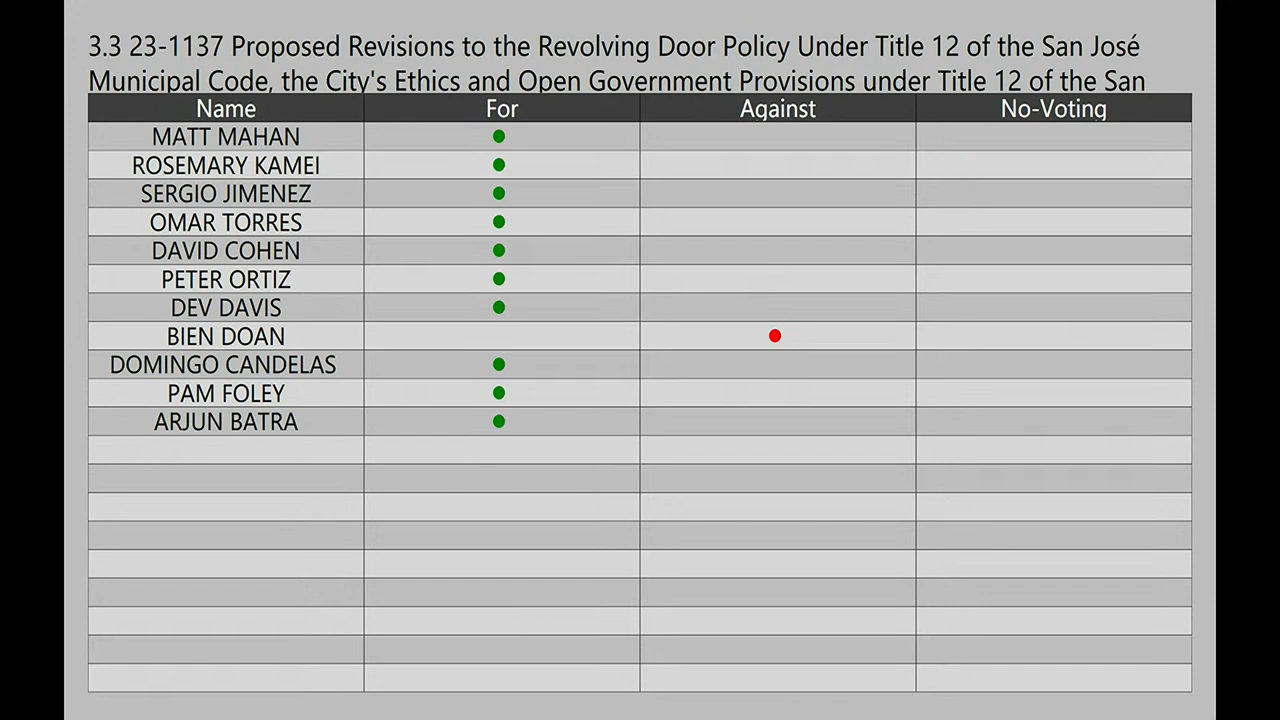 3.3 23-1137 Proposed Revisions to the Revolving Door Policy Under Title 12 of the San José
Municipal Code, the City's Ethics and Open Government Provisions under Title 12 of the San
Name For Against No-Voting
MATT MAHAN
ROSEMARY KAMEI
SERGIO JIMENEZ
OMAR TORRES
DAVID COHEN
PETER ORTIZ
DEV DAVIS
BIEN DOAN
DOMINGO CANDELAS
PAM FOLEY
ARJUN BATRA